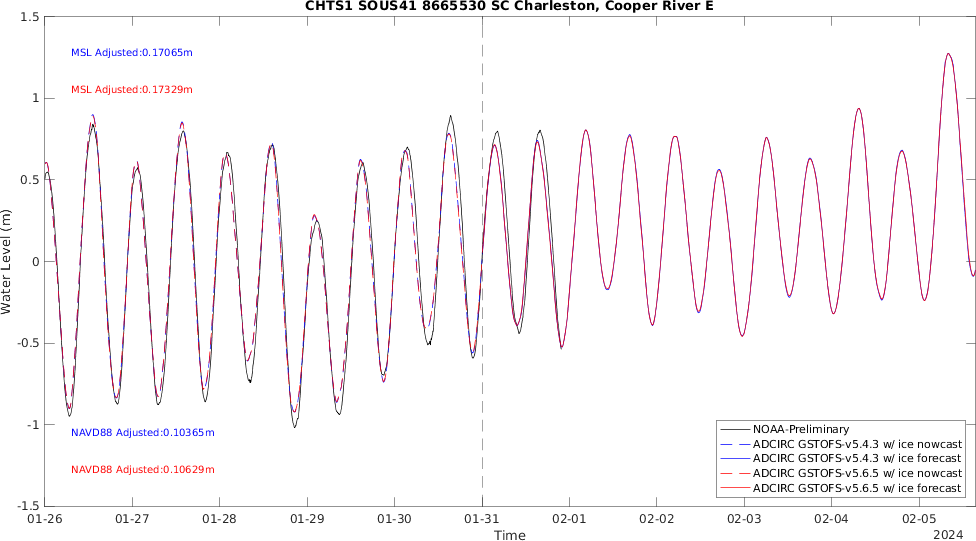 CHTS1 SOUS41 8665530 SC Charleston, Cooper River E
1.5
1
0.5
0
-0.5
-1
-1.5
Water Level (m)
MSL Adjusted:0.17065m
MSL Adjusted:0.17329m
NAVD88 Adjusted:0.10365m
NAVD88 Adjusted:0.10629m
NOAA-Preliminary
ADCIRC GSTOFS-v5.4.3 w/ ice nowcast
ADCIRC GSTOFS-v5.4.3 w/ ice forecast
ADCIRC GSTOFS-v5.6.5 w/ ice nowcast
ADCIRC GSTOFS-v5.6.5 w/ ice forecast
01-26 01-27 01-28 01-29 01-30 01-31 02-01 02-02 02-03 02-04 02-05
Time
2024